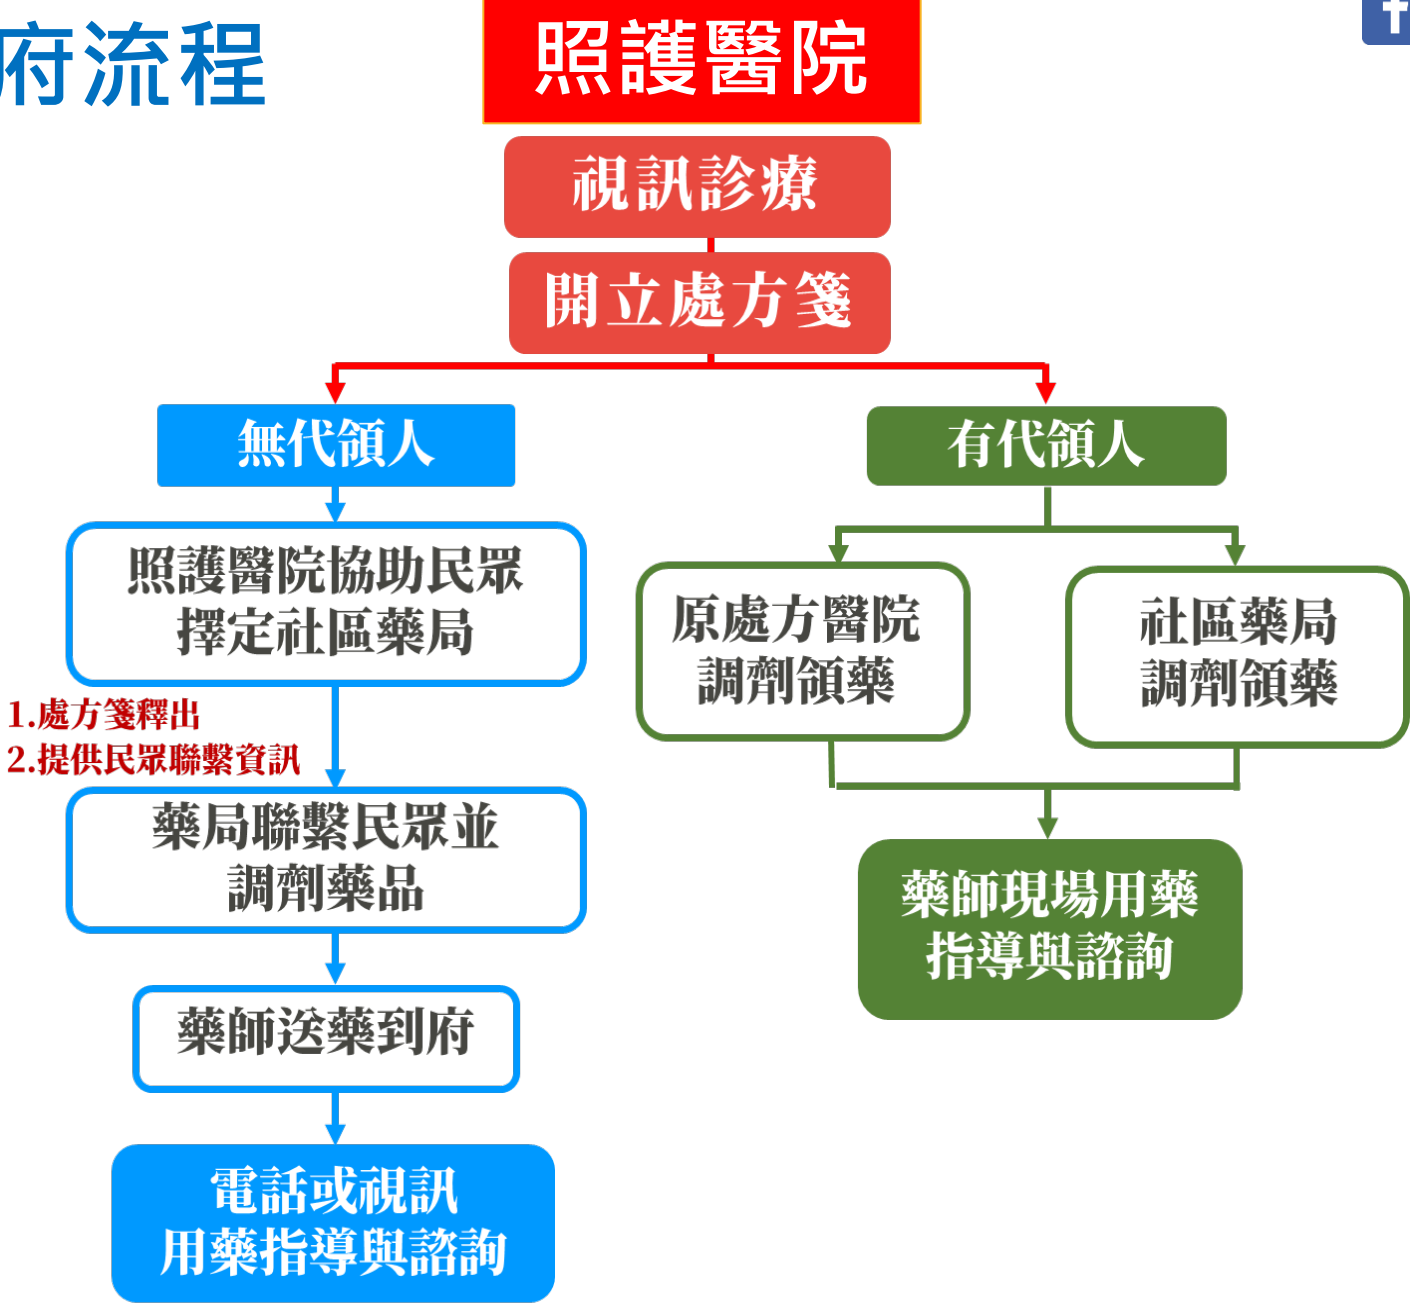 府流程
照護醫院
視訊診療
開立處方箋
無代領人
有代領人
照護醫院協助民眾
擇定社區藥局
原處方醫院
調劑領藥
社區藥局
調劑領藥
1.處方箋釋出
2.提供民眾聯繫資訊
藥局聯繫民眾並
調劑藥品
藥師現場用藥
指導與諮詢
藥師送藥到府
電話或視訊
用藥指導與諮詢